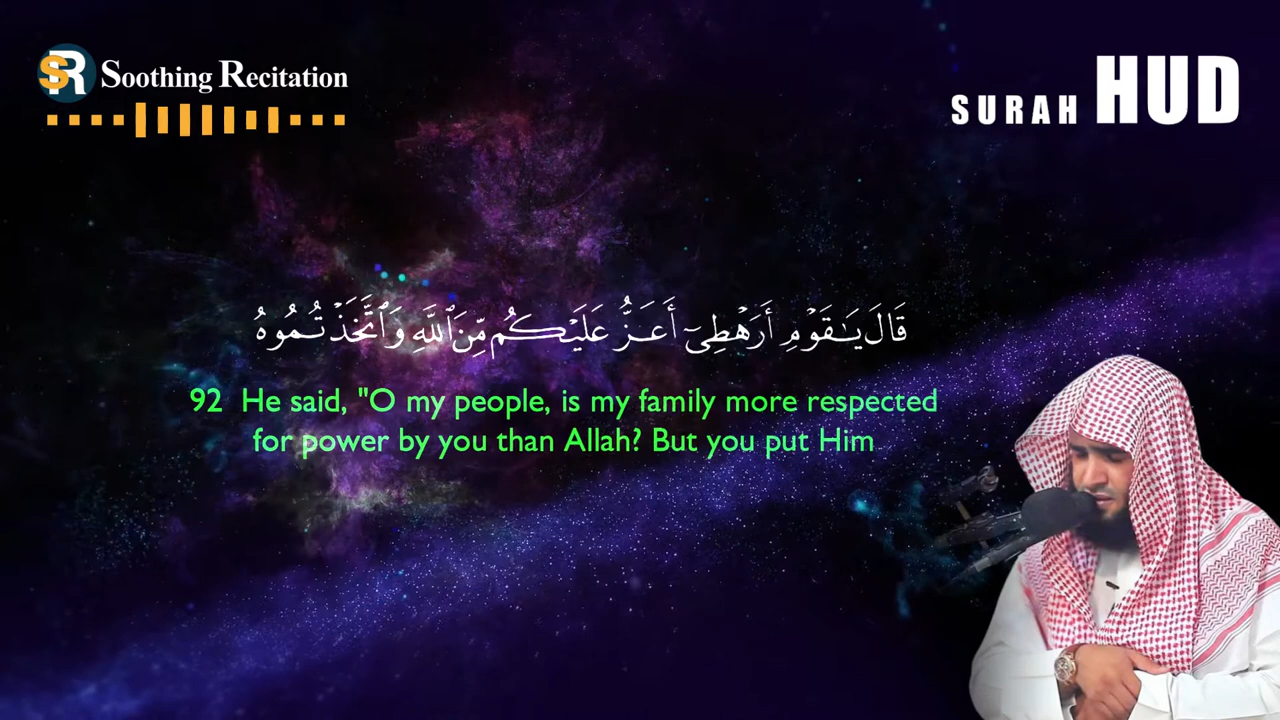 SR Soothing Recitation
SURAH HUD
قَالَ يَـٰقَوْمِ أَرَهْطِىٓ أَعَزُّ عَلَيْكُم مِّنَ ٱللَّهِ وَٱتَّخَذْتُمُوهُ
92 He said, "O my people, is my family more respected
for power by you than Allah? But you put Him